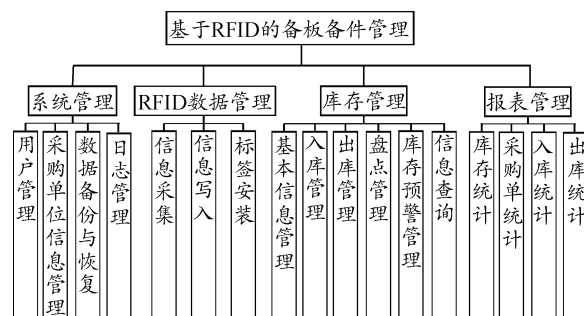 基于RFID的备板备件管理
系统管理
RFID数据管理
库存管理
报表管理
用户管理
采购单位信息管理
数据备份与恢复
日志管理
信息采集
信息写入
标签安装
基本信息管理
入库管理
出库管理
盘点管理
库存预警管理
信息查询
库存统计
采购单统计
入库统计
出库统计